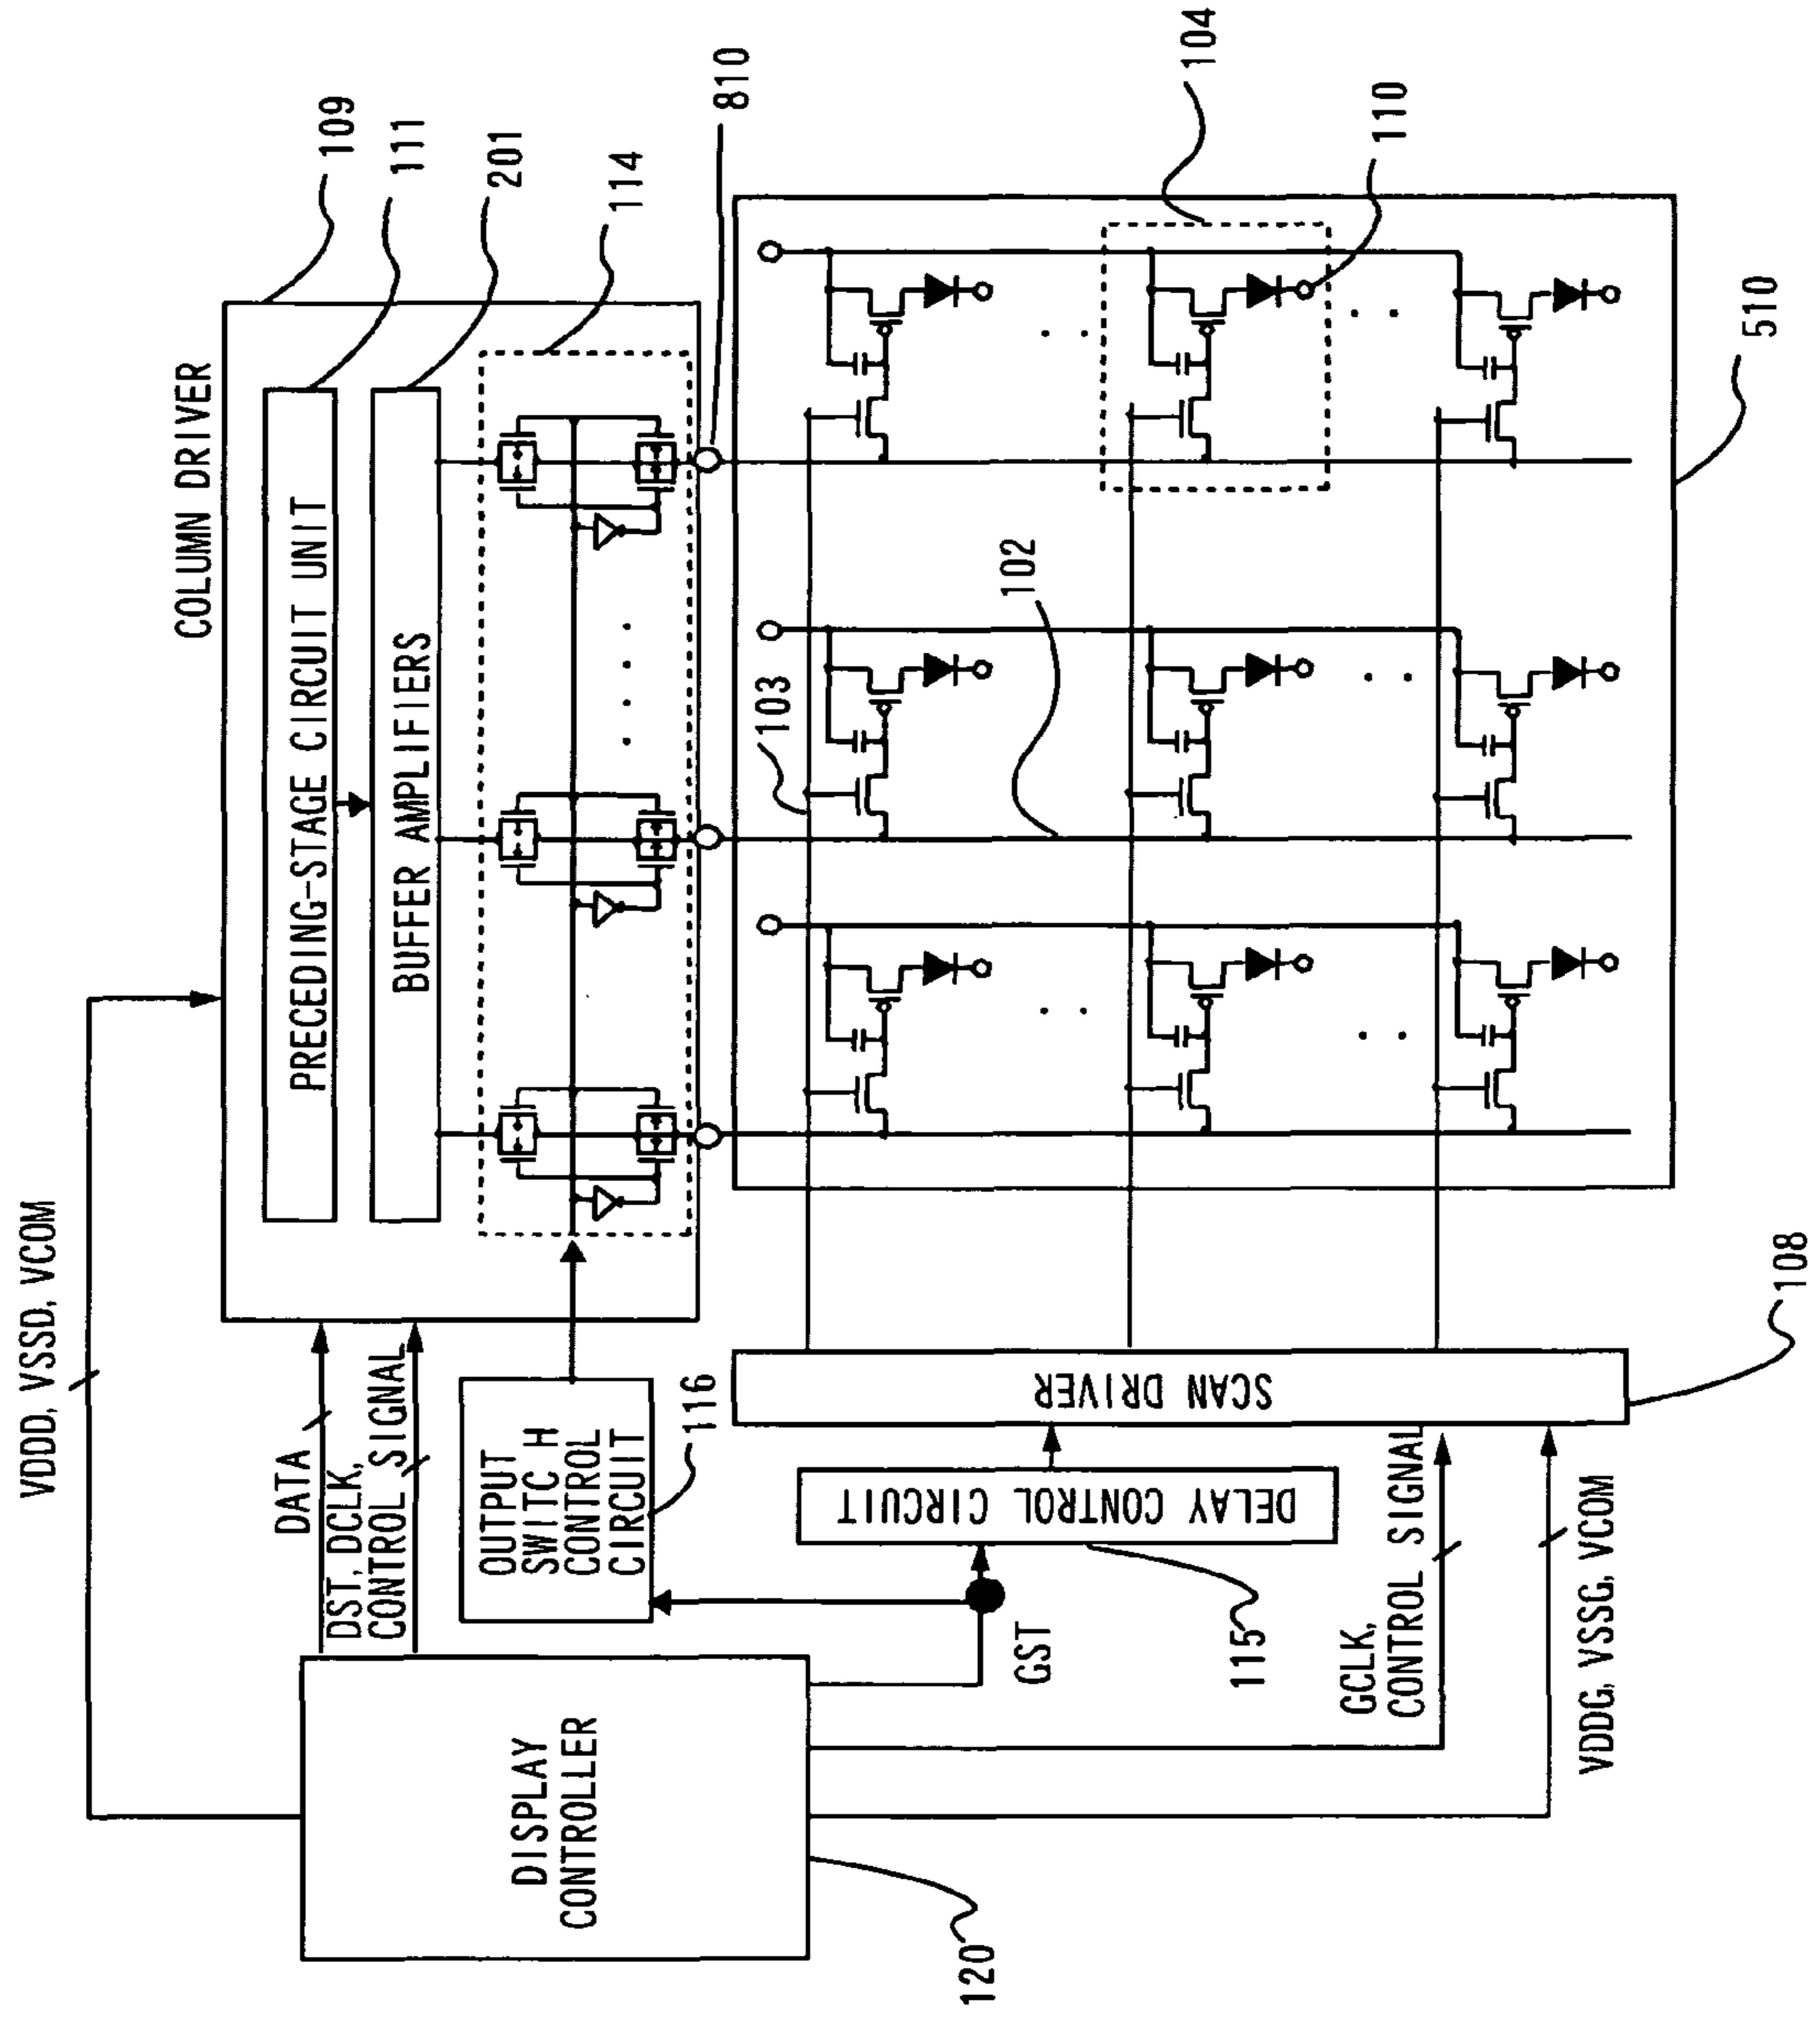 VDDD, VSSD, VCOM
COLUMN DRIVER
109
PRECEDING-STAGE CIRCUIT UNIT
111
BUFFER AMPLIFIERS
201
114
810
DATA
DST, DCLK,
CONTROL SIGNAL
OUTPUT
SWITC H
CONTROL
CIRCUIT
116
DISPLAY
CONTROLLER
120
GST
DELAY CONTROL CIRCUIT
115
SCAN DRIVER
108
GCLK,
CONTROL SIGNAL
VDDG, VSSG, VCOM
103
102
104
110
510